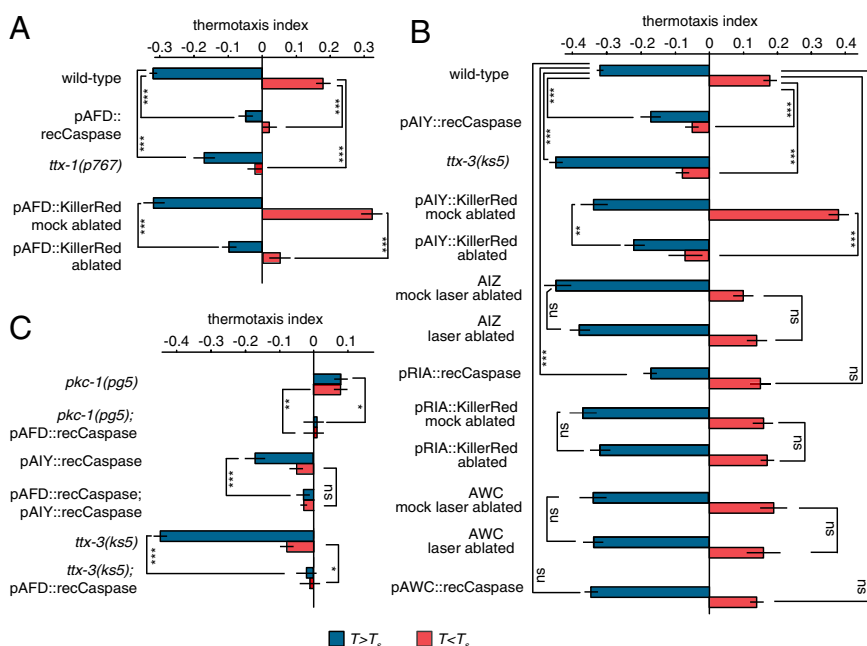 A
thermotaxis index
-0.3 -0.2 -0.1 0 0.1 0.2 0.3
wild-type
pAFD::
recCaspase
ttx-1(p767)
pAFD::KillerRed
mock ablated
pAFD::KillerRed
ablated
***
***
***
***
***
***
B
thermotaxis index
-0.4 -0.3 -0.2 -0.1 0 0.1 0.2 0.3 0.4
wild-type
pAIY::recCaspase
ttx-3(ks5)
pAIY::KillerRed
mock ablated
pAIY::KillerRed
ablated
AIZ
mock laser ablated
AIZ
laser ablated
pRIA::recCaspase
pRIA::KillerRed
mock ablated
pRIA::KillerRed
ablated
AWC
mock laser ablated
AWC
laser ablated
pAWC::recCaspase
***
***
***
***
**
***
ns
ns
***
ns
ns
ns
ns
ns
ns
ns
C
thermotaxis index
-0.4 -0.3 -0.2 -0.1 0 0.1
pkc-1(pg5)
pkc-1(pg5);
pAFD::recCaspase
pAIY::recCaspase
pAFD::recCaspase;
pAIY::recCaspase
ttx-3(ks5)
ttx-3(ks5);
pAFD::recCaspase
**
*
***
ns
***
*
T>Ts T<Ts